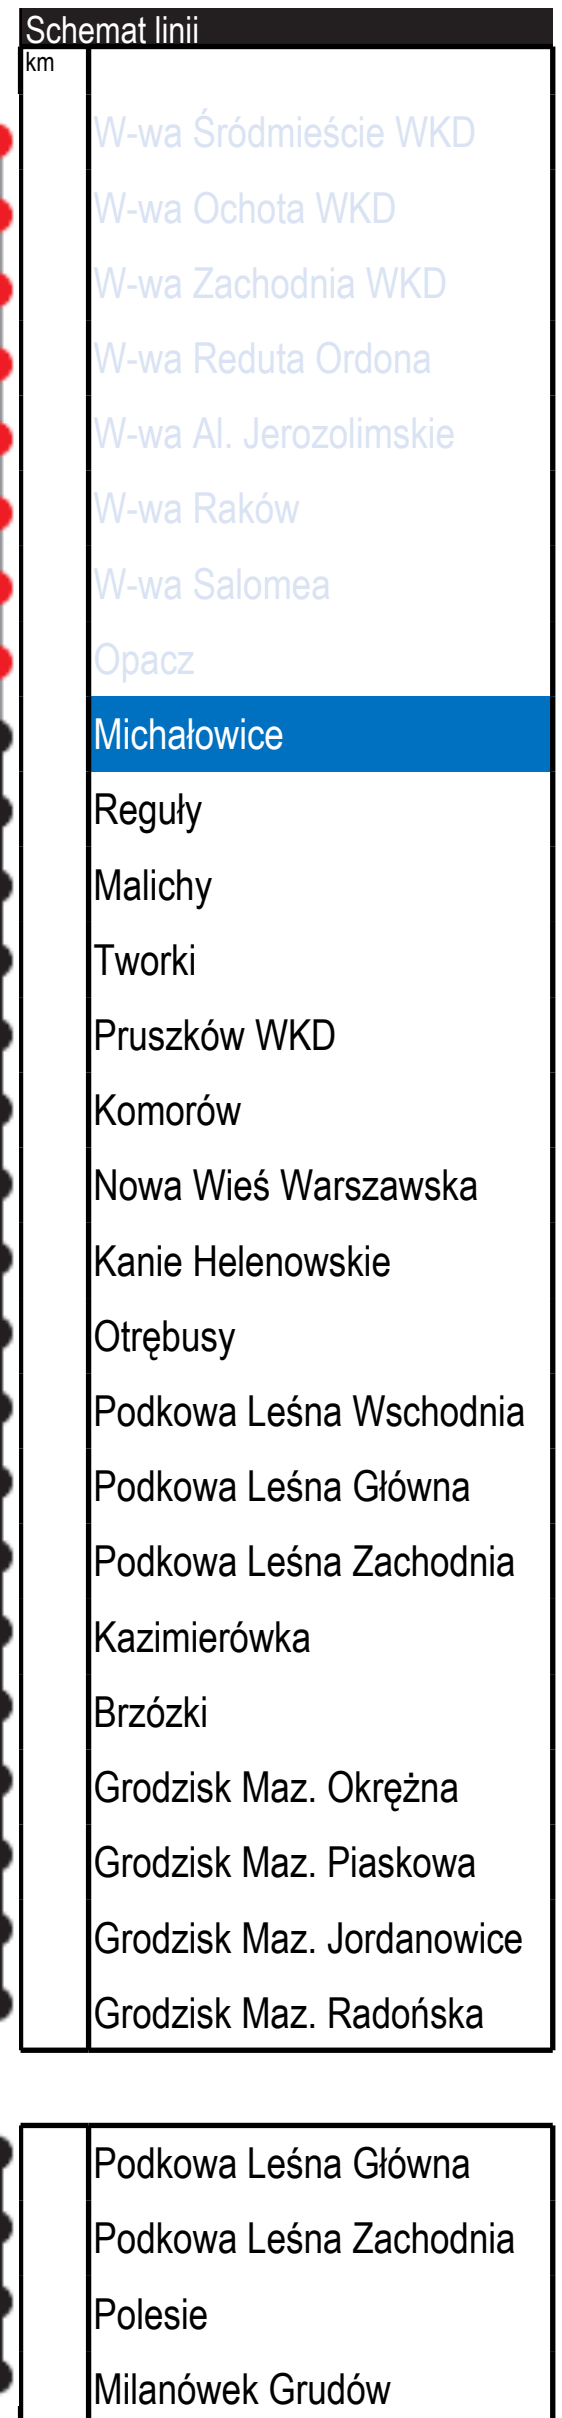 Schemat linii
km
W-wa Śródmieście WKD
W-wa Ochota WKD
W-wa Zachodnia WKD
W-wa Reduta Ordona
W-wa Al. Jerozolimskie
W-wa Raków
W-wa Salomea
Opacz
Michałowice
Reguły
Malichy
Tworki
Pruszków WKD
Komorów
Nowa Wieś Warszawska
Kanie Helenowskie
Otrębusy
Podkowa Leśna Wschodnia
Podkowa Leśna Główna
Podkowa Leśna Zachodnia
Kazimierówka
Brzózki
Grodzisk Maz. Okrężna
Grodzisk Maz. Piaskowa
Grodzisk Maz. Jordanowice
Grodzisk Maz. Radońska
Podkowa Leśna Główna
Podkowa Leśna Zachodnia
Polesie
Milanówek Grudów